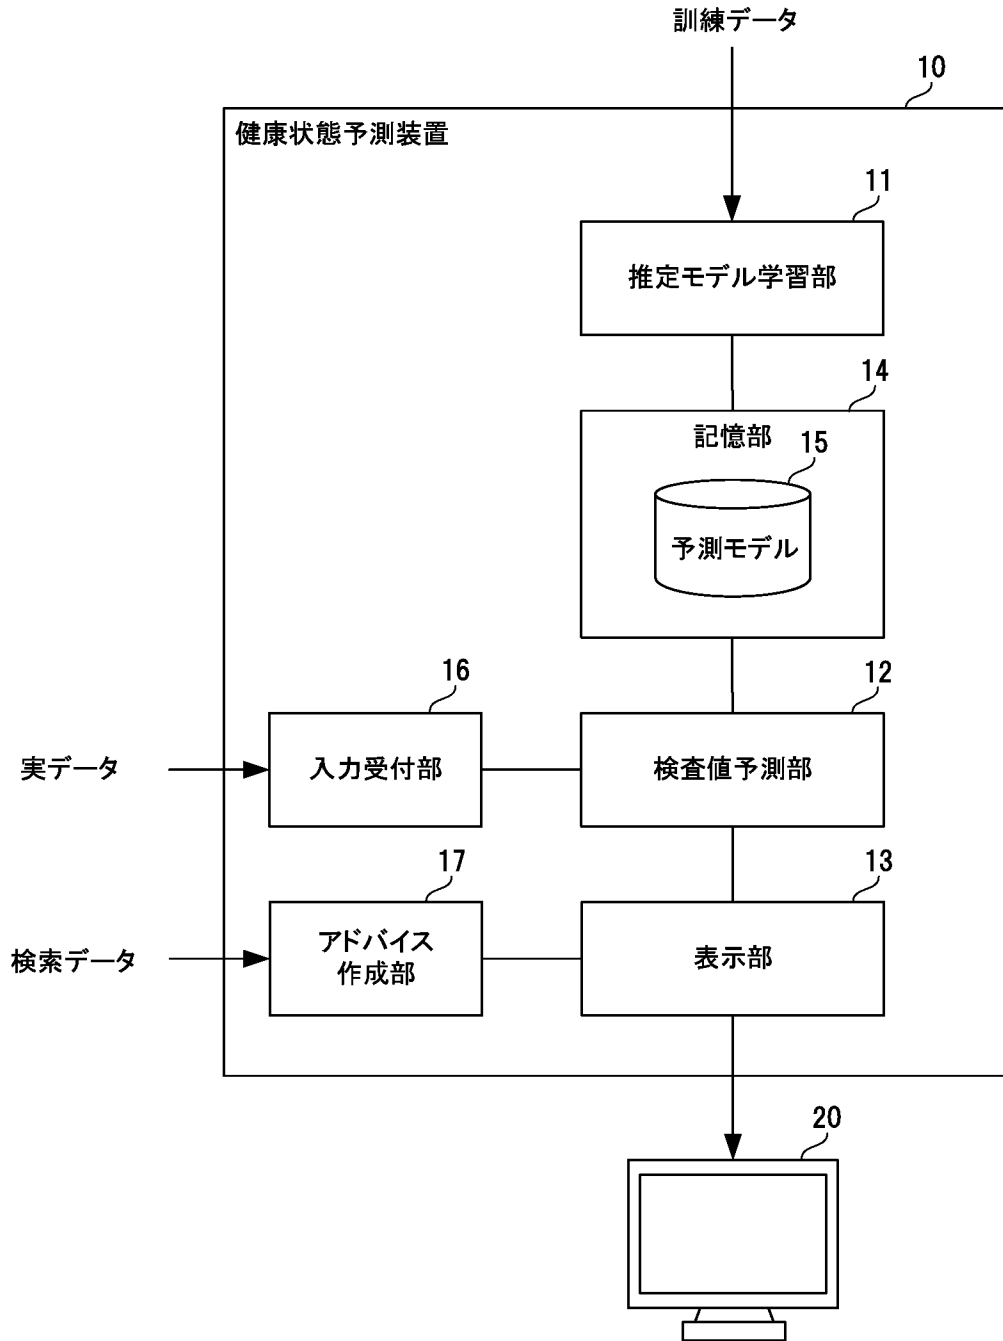 訓練データ
10
健康状態予測装置
11
推定モデル学習部
14
記憶部
15
予測モデル
16
12
実データ
入力受付部
検査値予測部
17
13
検索データ
アドバイス
作成部
表示部
20